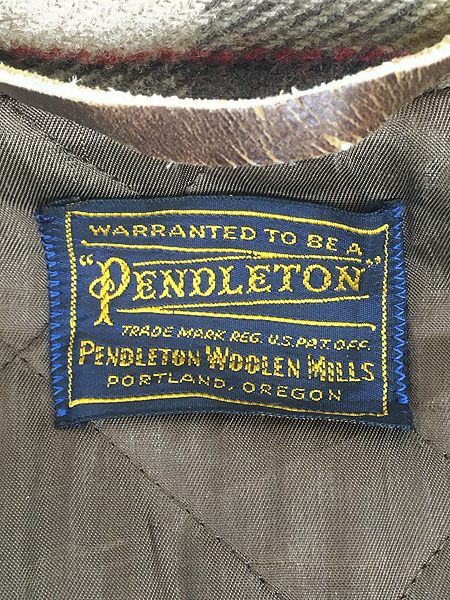 WARRANTED TO BE A
"PENDLETON"
TRADE MARK REG. U.S. PAT. OFF.
PENDLETON WOOLEN MILLS
PORTLAND, OREGON